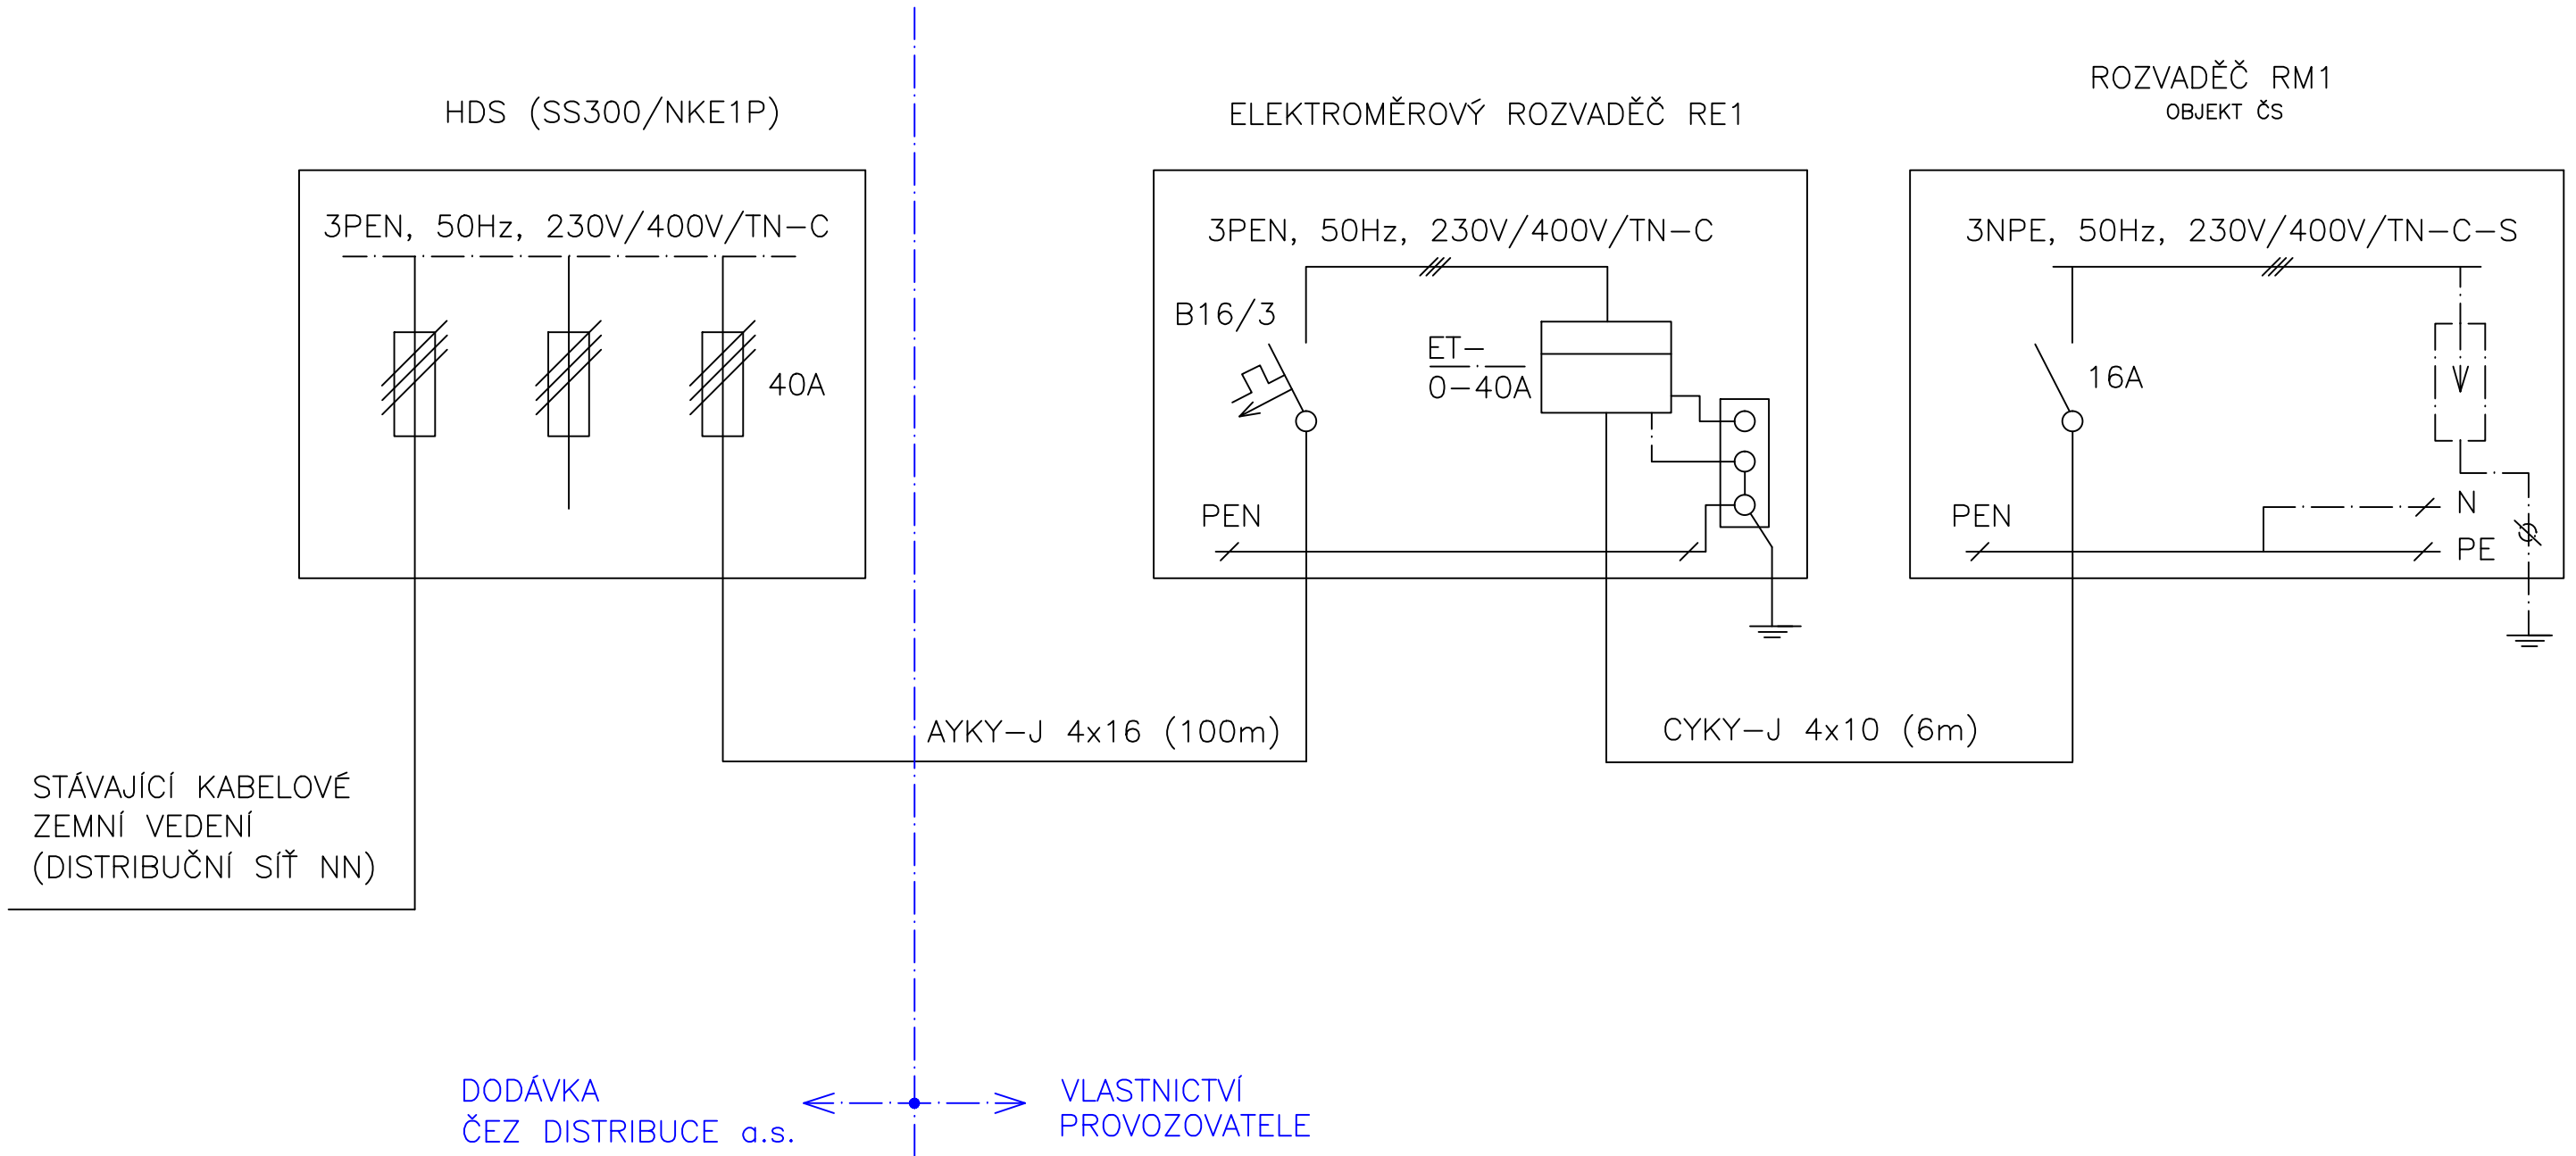 HDS (SS300/NKE1P)
3PEN, 50Hz, 230V/400V/TN-C
40A
STÁVAJÍCÍ KABELOVÉ
ZEMNÍ VEDENÍ
(DISTRIBUČNÍ SÍŤ NN)
ELEKTROMĚROVÝ ROZVADĚČ RE1
3PEN, 50Hz, 230V/400V/TN-C
B16/3
ET-
0-40A
PEN
AYKY-J 4x16 (100m)
ROZVADĚČ RM1
OBJEKT ČS
3NPE, 50Hz, 230V/400V/TN-C-S
16A
PEN
N
PE
CYKY-J 4x10 (6m)
DODÁVKA
ČEZ DISTRIBUCE a.s.
VLASTNICTVÍ
PROVOZOVATELE